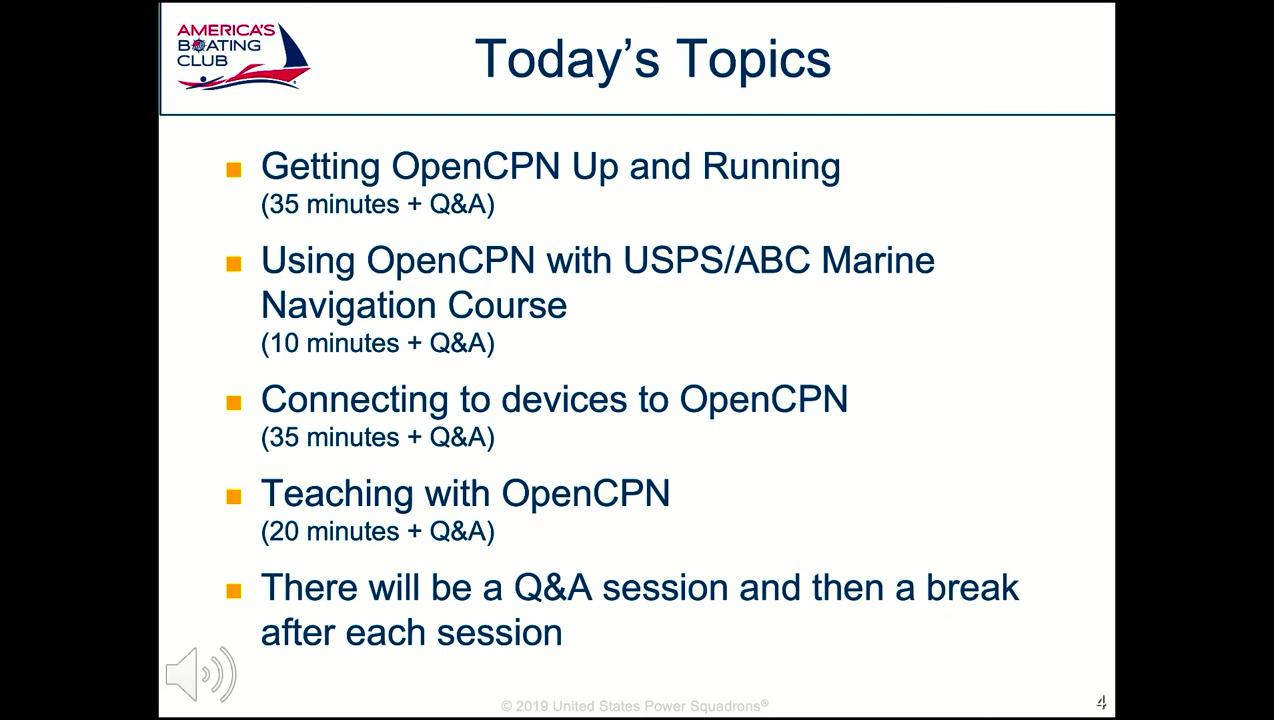 AMERICA'S
BOATING
CLUB
Today's Topics
Getting OpenCPN Up and Running
(35 minutes + Q&A)
Using OpenCPN with USPS/ABC Marine
Navigation Course
(10 minutes + Q&A)
Connecting to devices to OpenCPN
(35 minutes + Q&A)
Teaching with OpenCPN
(20 minutes + Q&A)
There will be a Q&A session and then a break
after each session
© 2019 United States Power Squadrons®
4